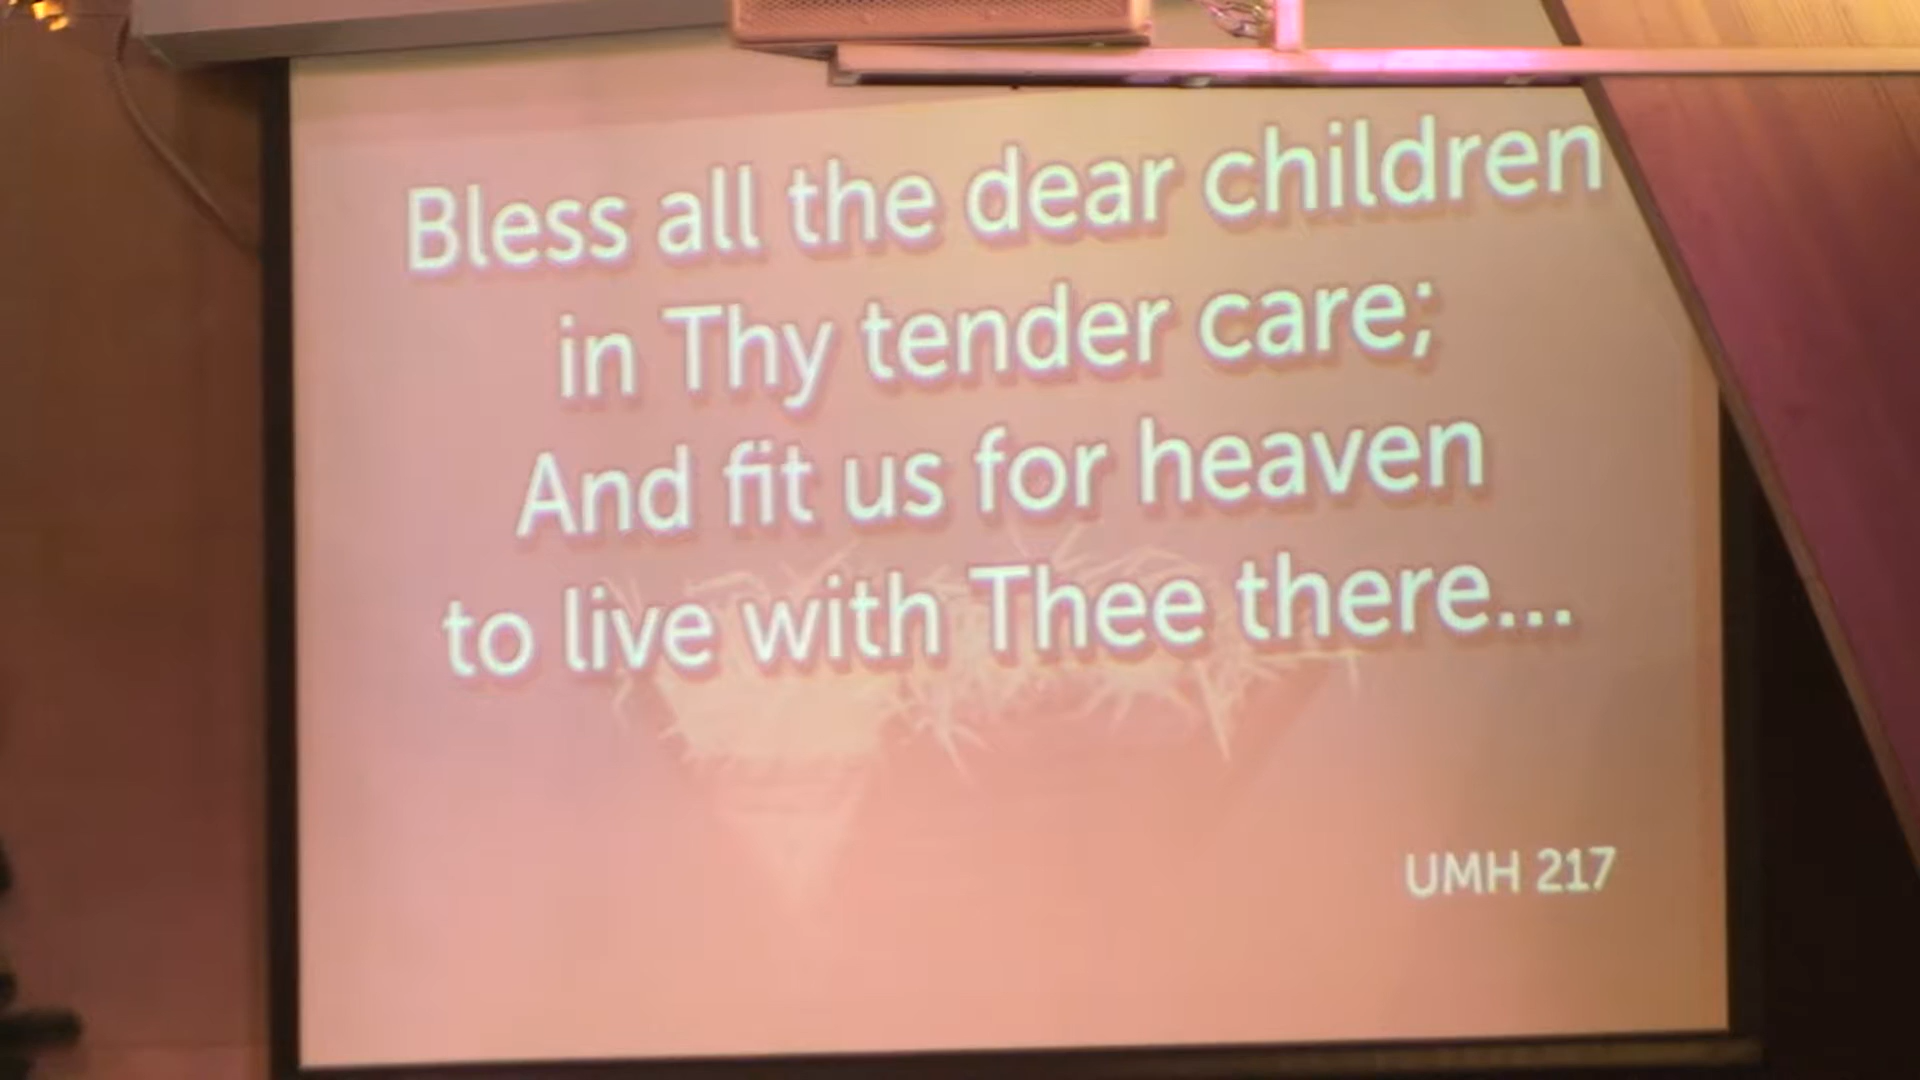 Bless all the dear children
in Thy tender care;
And fit us for heaven
to live with Thee there...
UMH 217